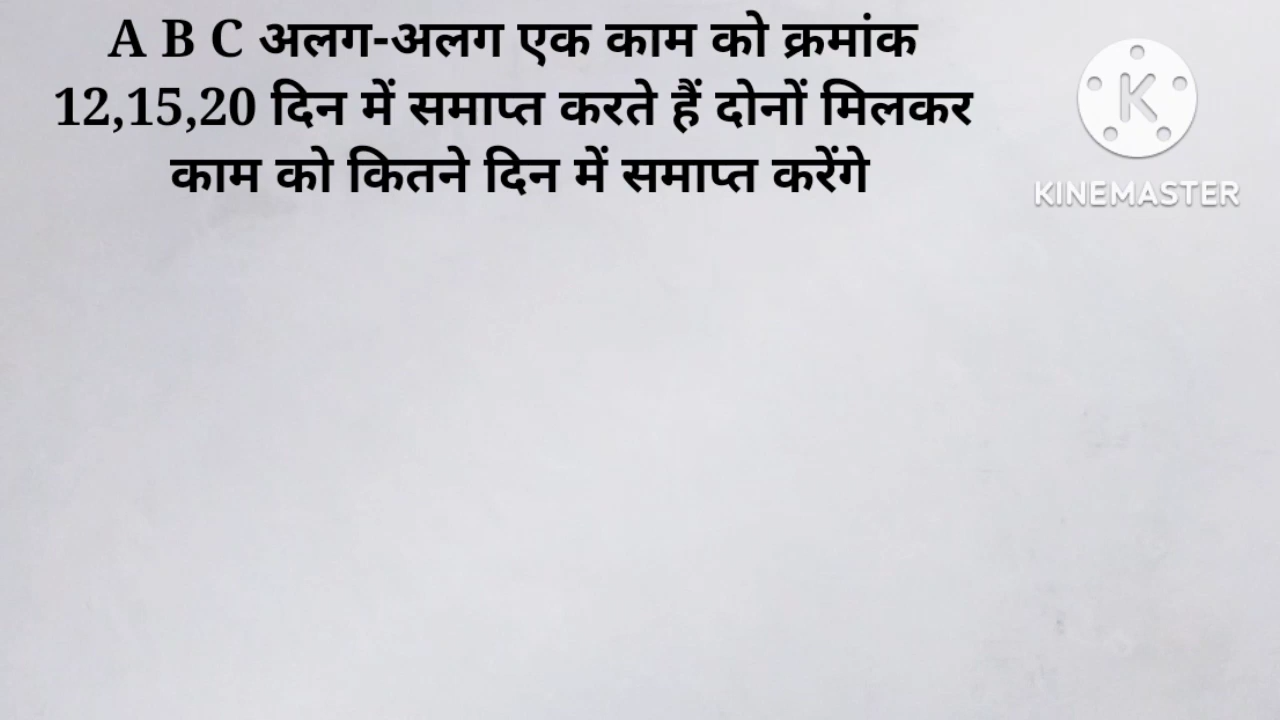 A B C अलग-अलग एक काम को क्रमांक
12,15,20 दिन में समाप्त करते हैं दोनों मिलकर
काम को कितने दिन में समाप्त करेंगे
K
KINEMASTER